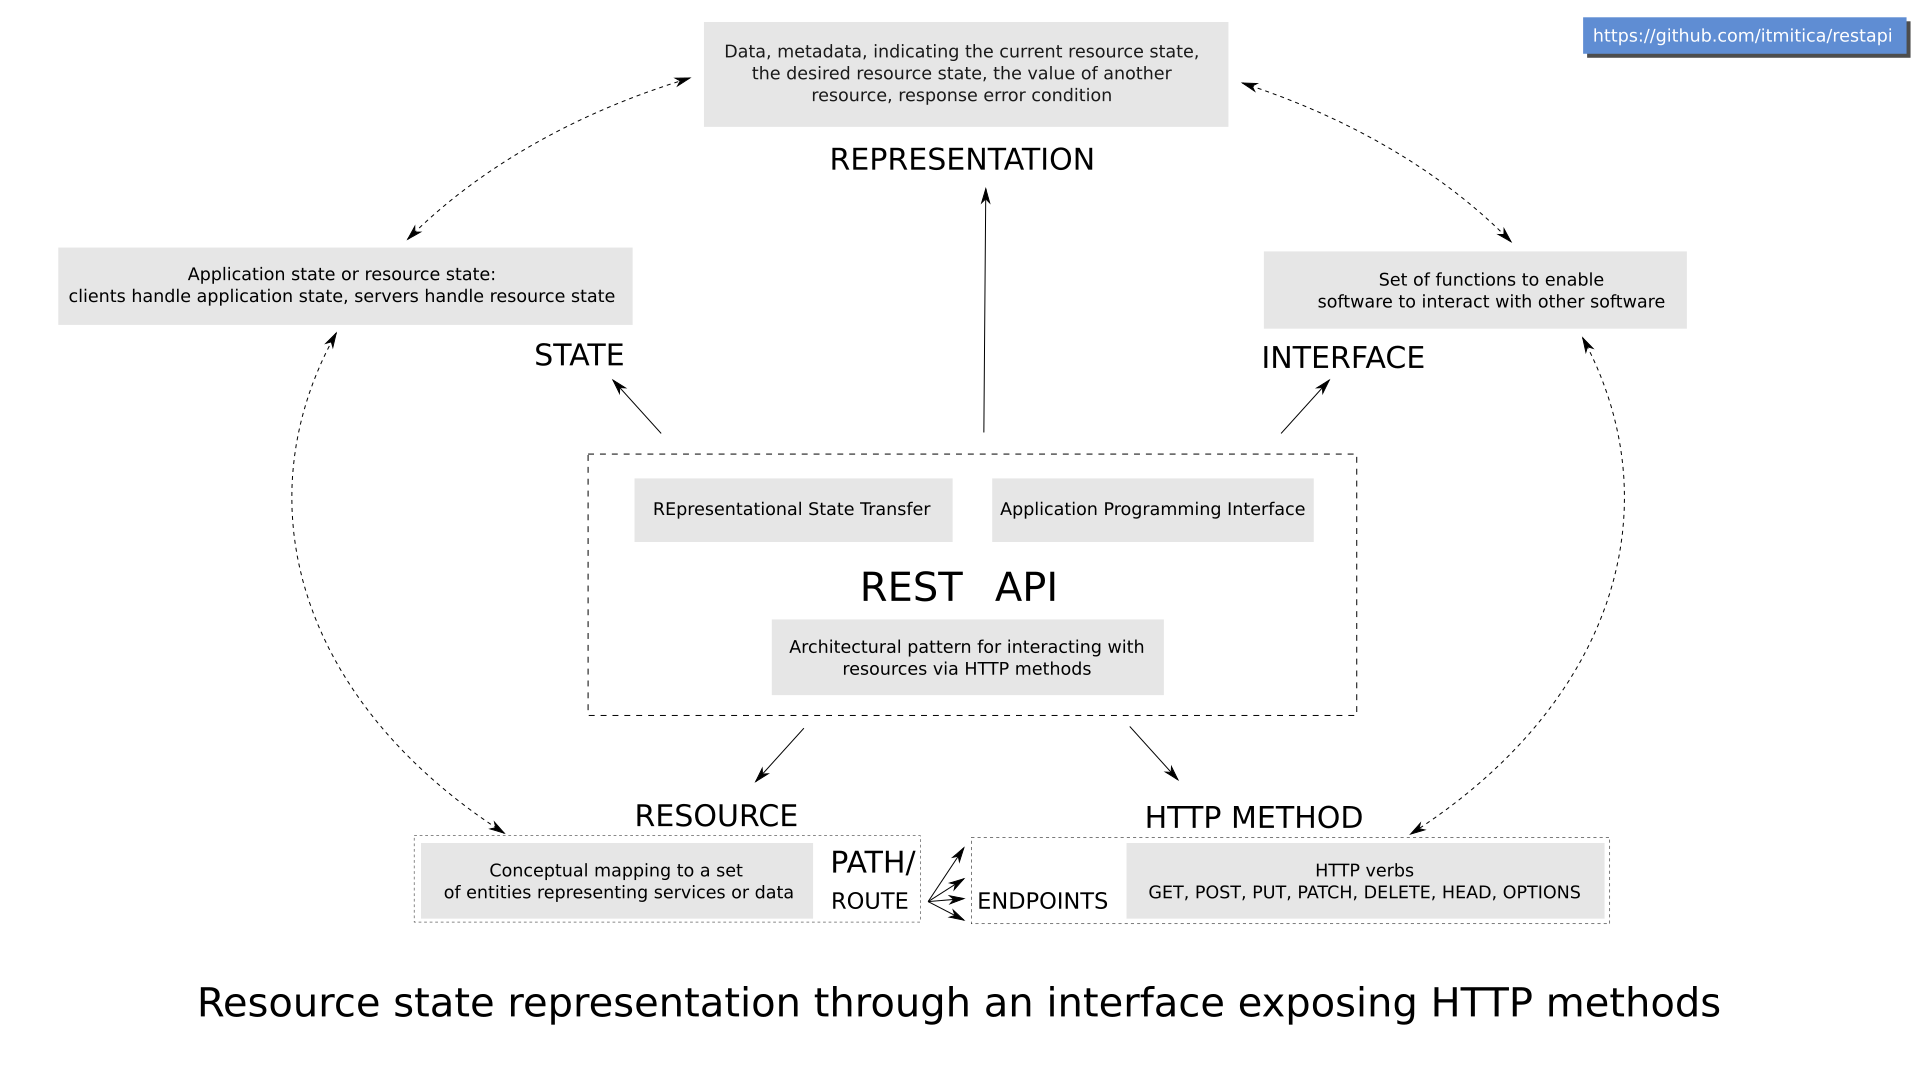 https://github.com/itmitica/restapi
Data, metadata, indicating the current resource state,
the desired resource state, the value of another
resource, response error condition
REPRESENTATION
Application state or resource state:
clients handle application state, servers handle resource state
STATE
Set of functions to enable
software to interact with other software
INTERFACE
REpresentational State Transfer
Application Programming Interface
REST API
Architectural pattern for interacting with
resources via HTTP methods
RESOURCE
Conceptual mapping to a set
of entities representing services or data
PATH/
ROUTE
HTTP METHOD
ENDPOINTS
HTTP verbs
GET, POST, PUT, PATCH, DELETE, HEAD, OPTIONS
Resource state representation through an interface exposing HTTP methods